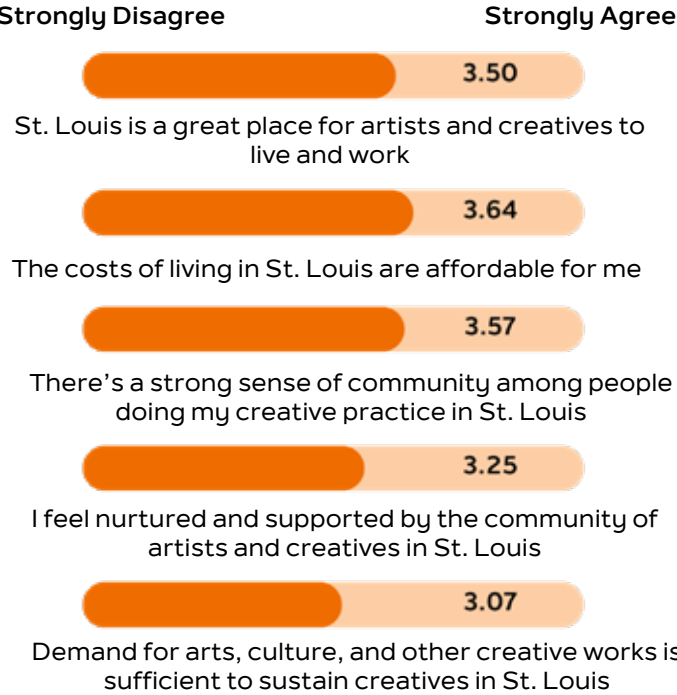 Strongly Disagree Strongly Agree
3.50
St. Louis is a great place for artists and creatives to
live and work
3.64
The costs of living in St. Louis are affordable for me
3.57
There’s a strong sense of community among people
doing my creative practice in St. Louis
3.25
I feel nurtured and supported by the community of
artists and creatives in St. Louis
3.07
Demand for arts, culture, and other creative works is
sufficient to sustain creatives in St. Louis